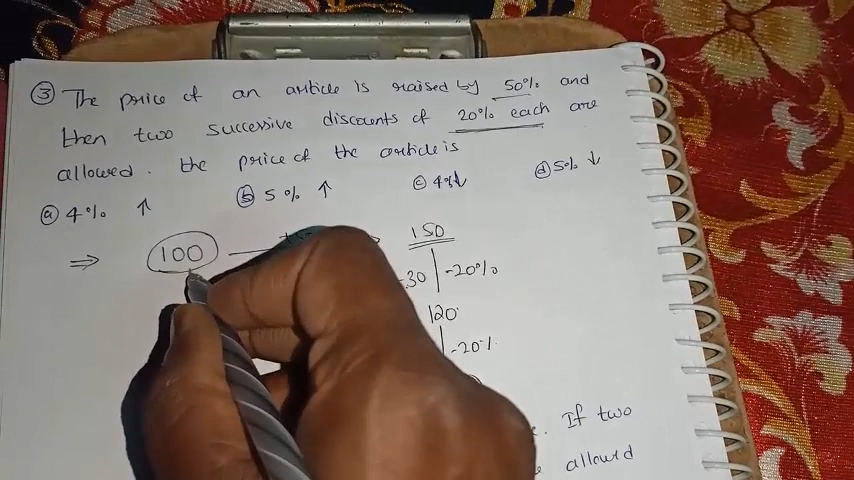 ③ The price of an article is raised by 50% and
then two successive discounts of 20% each are
allowed. the price of the article is
ⓐ 4% ↑ ⓑ 5% ↑ ⓒ 4%↓ ⓓ 5% ↓
⇒ 100 150
-30 -20%
120
-20%
If two
allowed